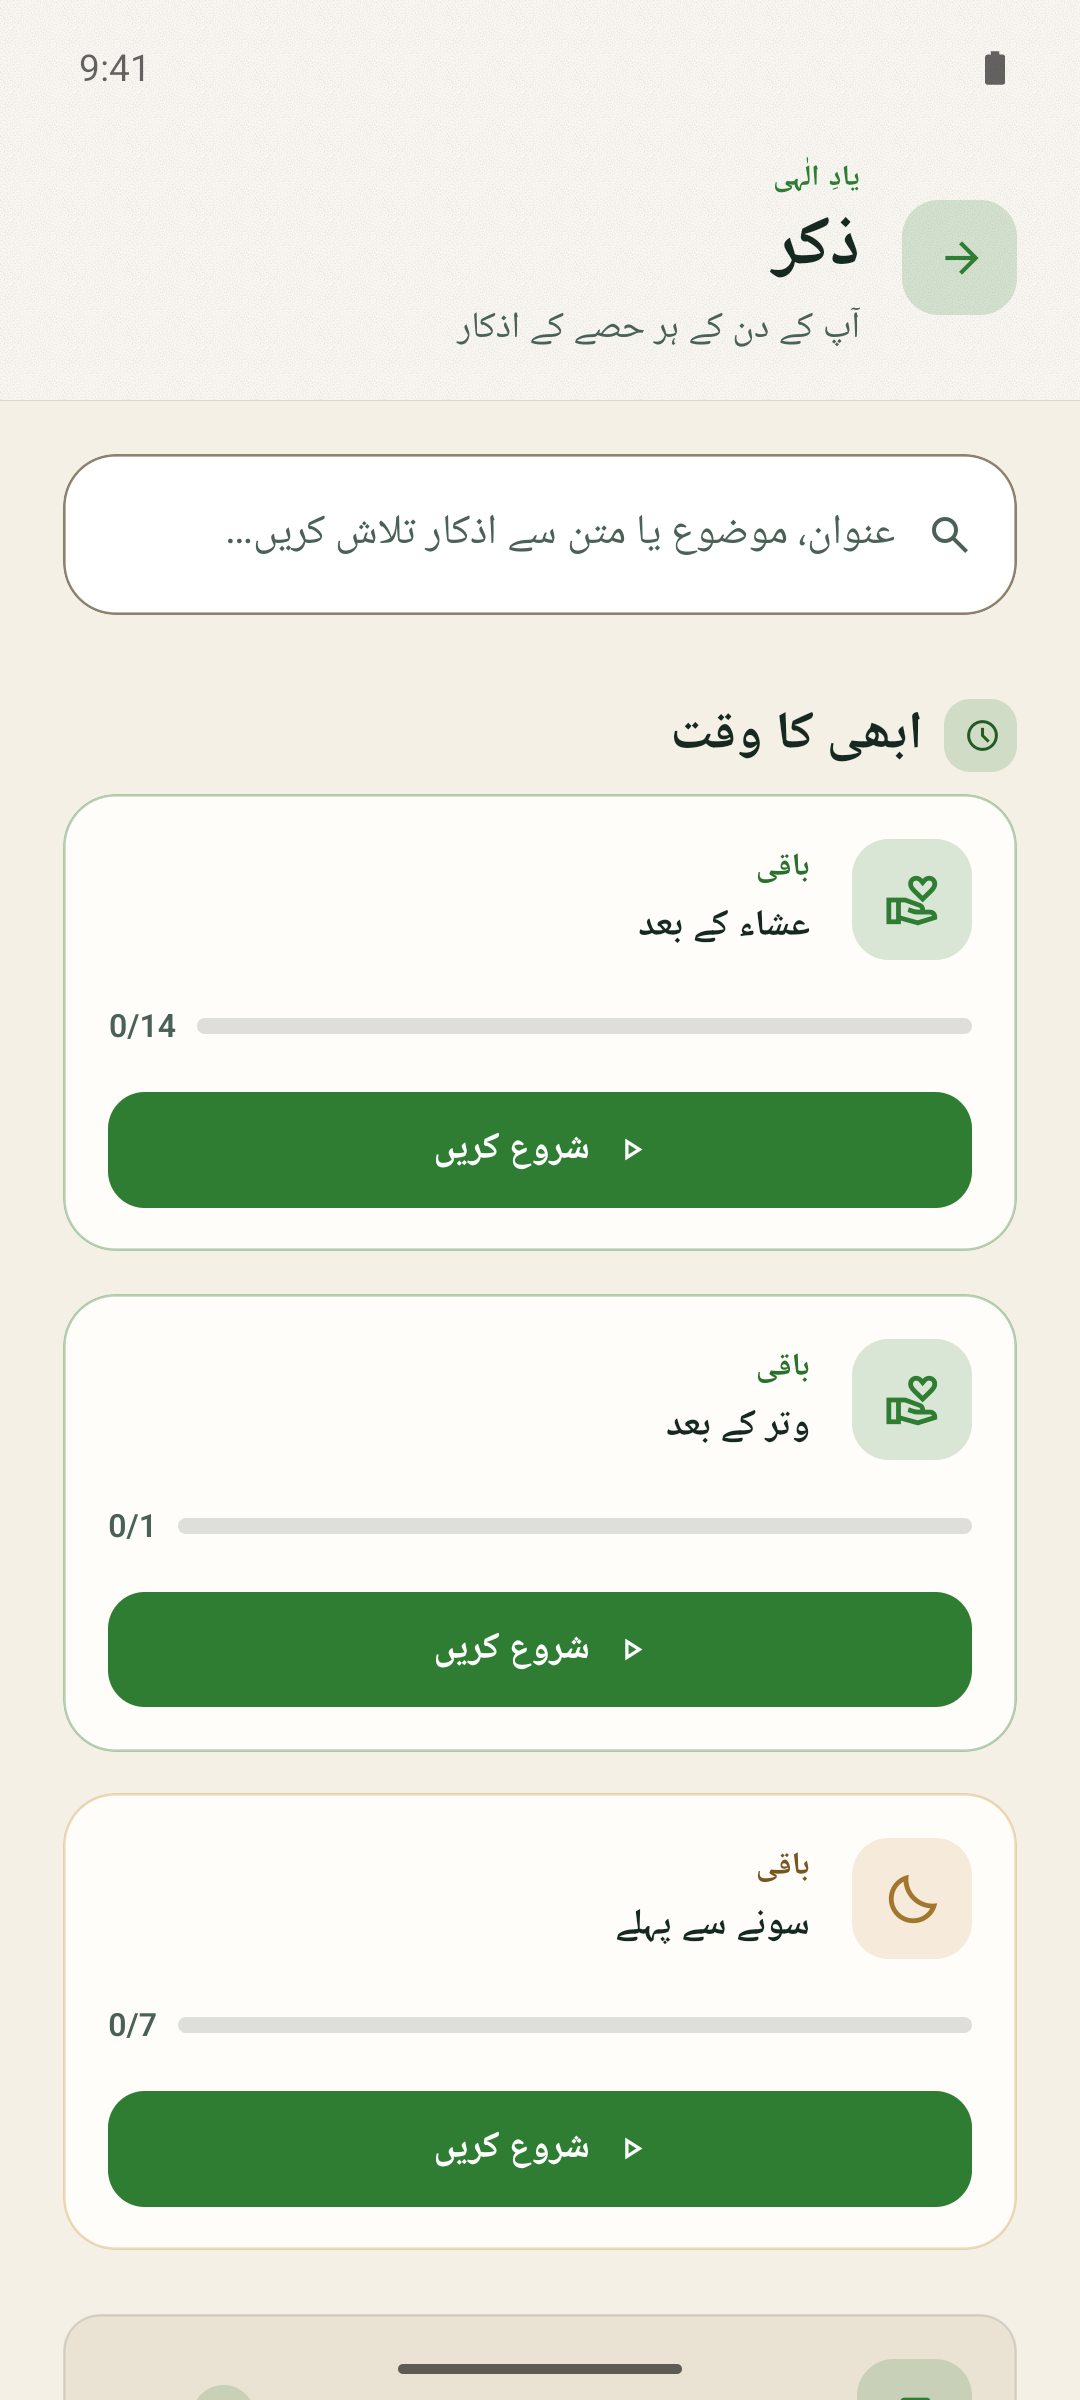 9:41
یادِ الٰہی
ذکر
آپ کے دن کے ہر حصے کے اذکار
عنوان، موضوع یا متن سے اذکار تلاش کریں...
ابھی کا وقت
باقی
عشاء کے بعد
0/14
شروع کریں
باقی
وتر کے بعد
0/1
شروع کریں
باقی
سونے سے پہلے
0/7
شروع کریں